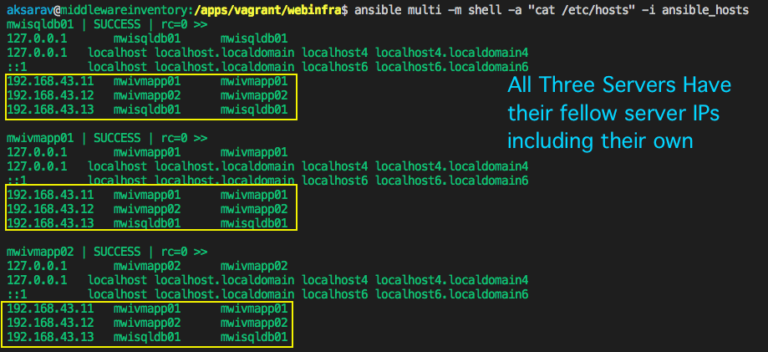 aksarav@middlewareinventory:/apps/vagrant/webinfra$ ansible multi -m shell -a "cat /etc/hosts" -i ansible_hosts
mwisqldb01 | SUCCESS | rc=0 >>
127.0.0.1 mwisqldb01 mwisqldb01
127.0.0.1 localhost localhost.localdomain localhost4 localhost4.localdomain4
::1 localhost localhost.localdomain localhost6 localhost6.localdomain6
192.168.43.11 mwivmapp01 mwivmapp01
192.168.43.12 mwivmapp02 mwivmapp02
192.168.43.13 mwisqldb01 mwisqldb01
All Three Servers Have
their fellow server IPs
including their own
mwivmapp01 | SUCCESS | rc=0 >>
127.0.0.1 mwivmapp01 mwivmapp01
127.0.0.1 localhost localhost.localdomain localhost4 localhost4.localdomain4
::1 localhost localhost.localdomain localhost6 localhost6.localdomain6
192.168.43.11 mwivmapp01 mwivmapp01
192.168.43.12 mwivmapp02 mwivmapp02
192.168.43.13 mwisqldb01 mwisqldb01
mwivmapp02 | SUCCESS | rc=0 >>
127.0.0.1 mwivmapp02 mwivmapp02
127.0.0.1 localhost localhost.localdomain localhost4 localhost4.localdomain4
::1 localhost localhost.localdomain localhost6 localhost6.localdomain6
192.168.43.11 mwivmapp01 mwivmapp01
192.168.43.12 mwivmapp02 mwivmapp02
192.168.43.13 mwisqldb01 mwisqldb01